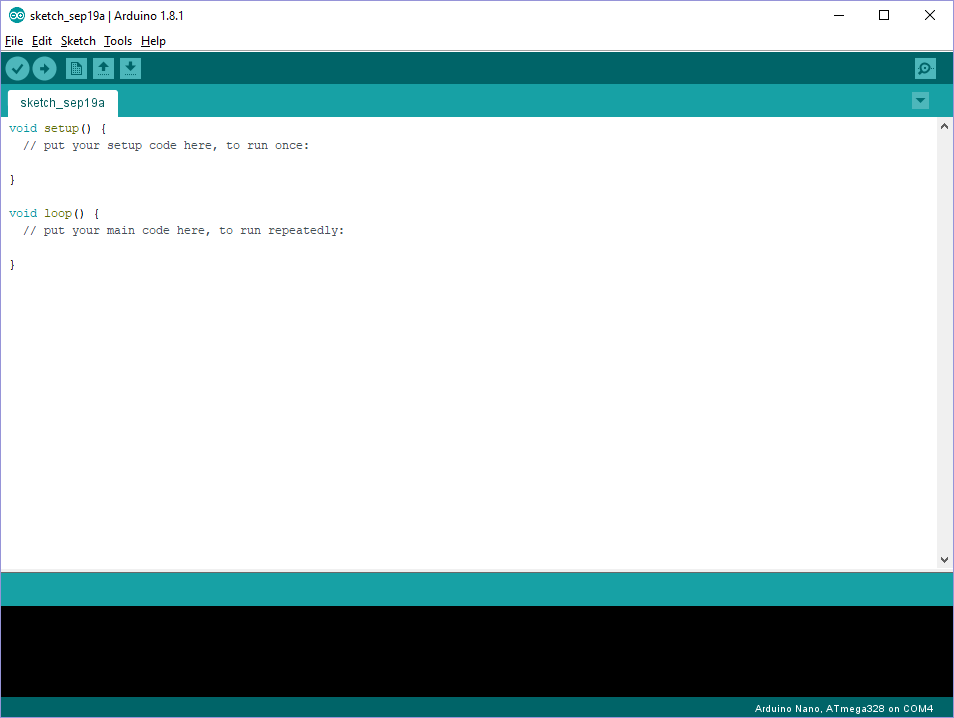 sketch_sep19a | Arduino 1.8.1
File Edit Sketch Tools Help
sketch_sep19a
void setup() {
  // put your setup code here, to run once:
}
void loop() {
  // put your main code here, to run repeatedly:
}
Arduino Nano, ATmega328 on COM4